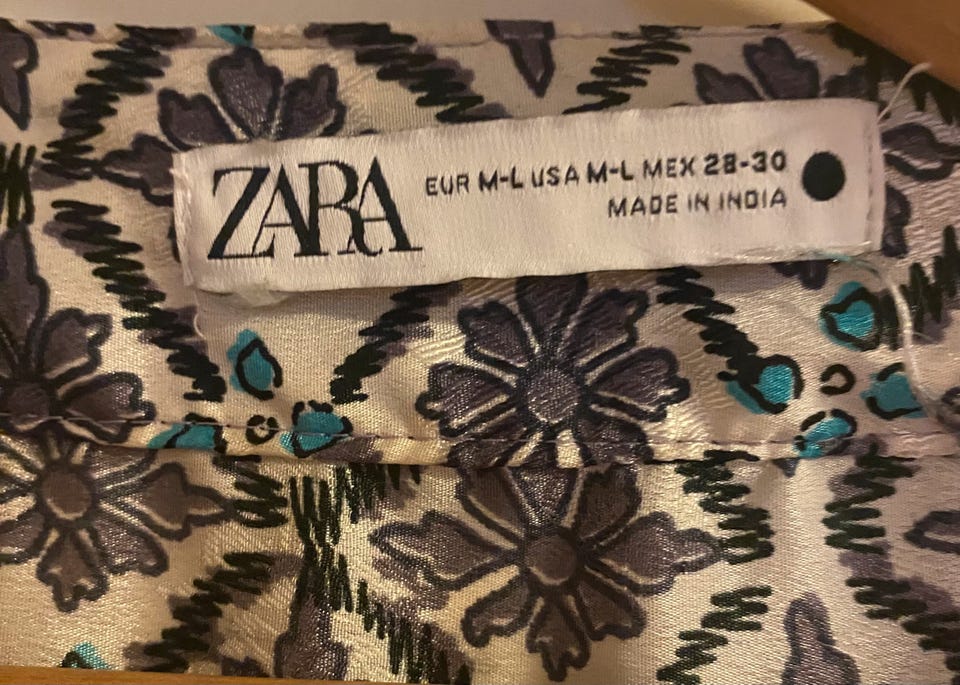 ZARA
EUR M-L USA M-L MEX 28-30
MADE IN INDIA